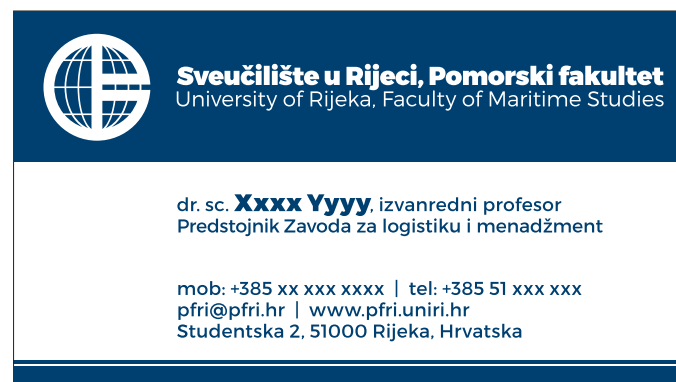 Sveučilište u Rijeci, Pomorski fakultet
University of Rijeka, Faculty of Maritime Studies
dr. sc. Xxxx Yyyy, izvanredni profesor
Predstojnik Zavoda za logistiku i menadžment
mob: +385 xx xxx xxxx | tel: +385 51 xxx xxx
pfri@pfri.hr | www.pfri.uniri.hr
Studentska 2, 51000 Rijeka, Hrvatska